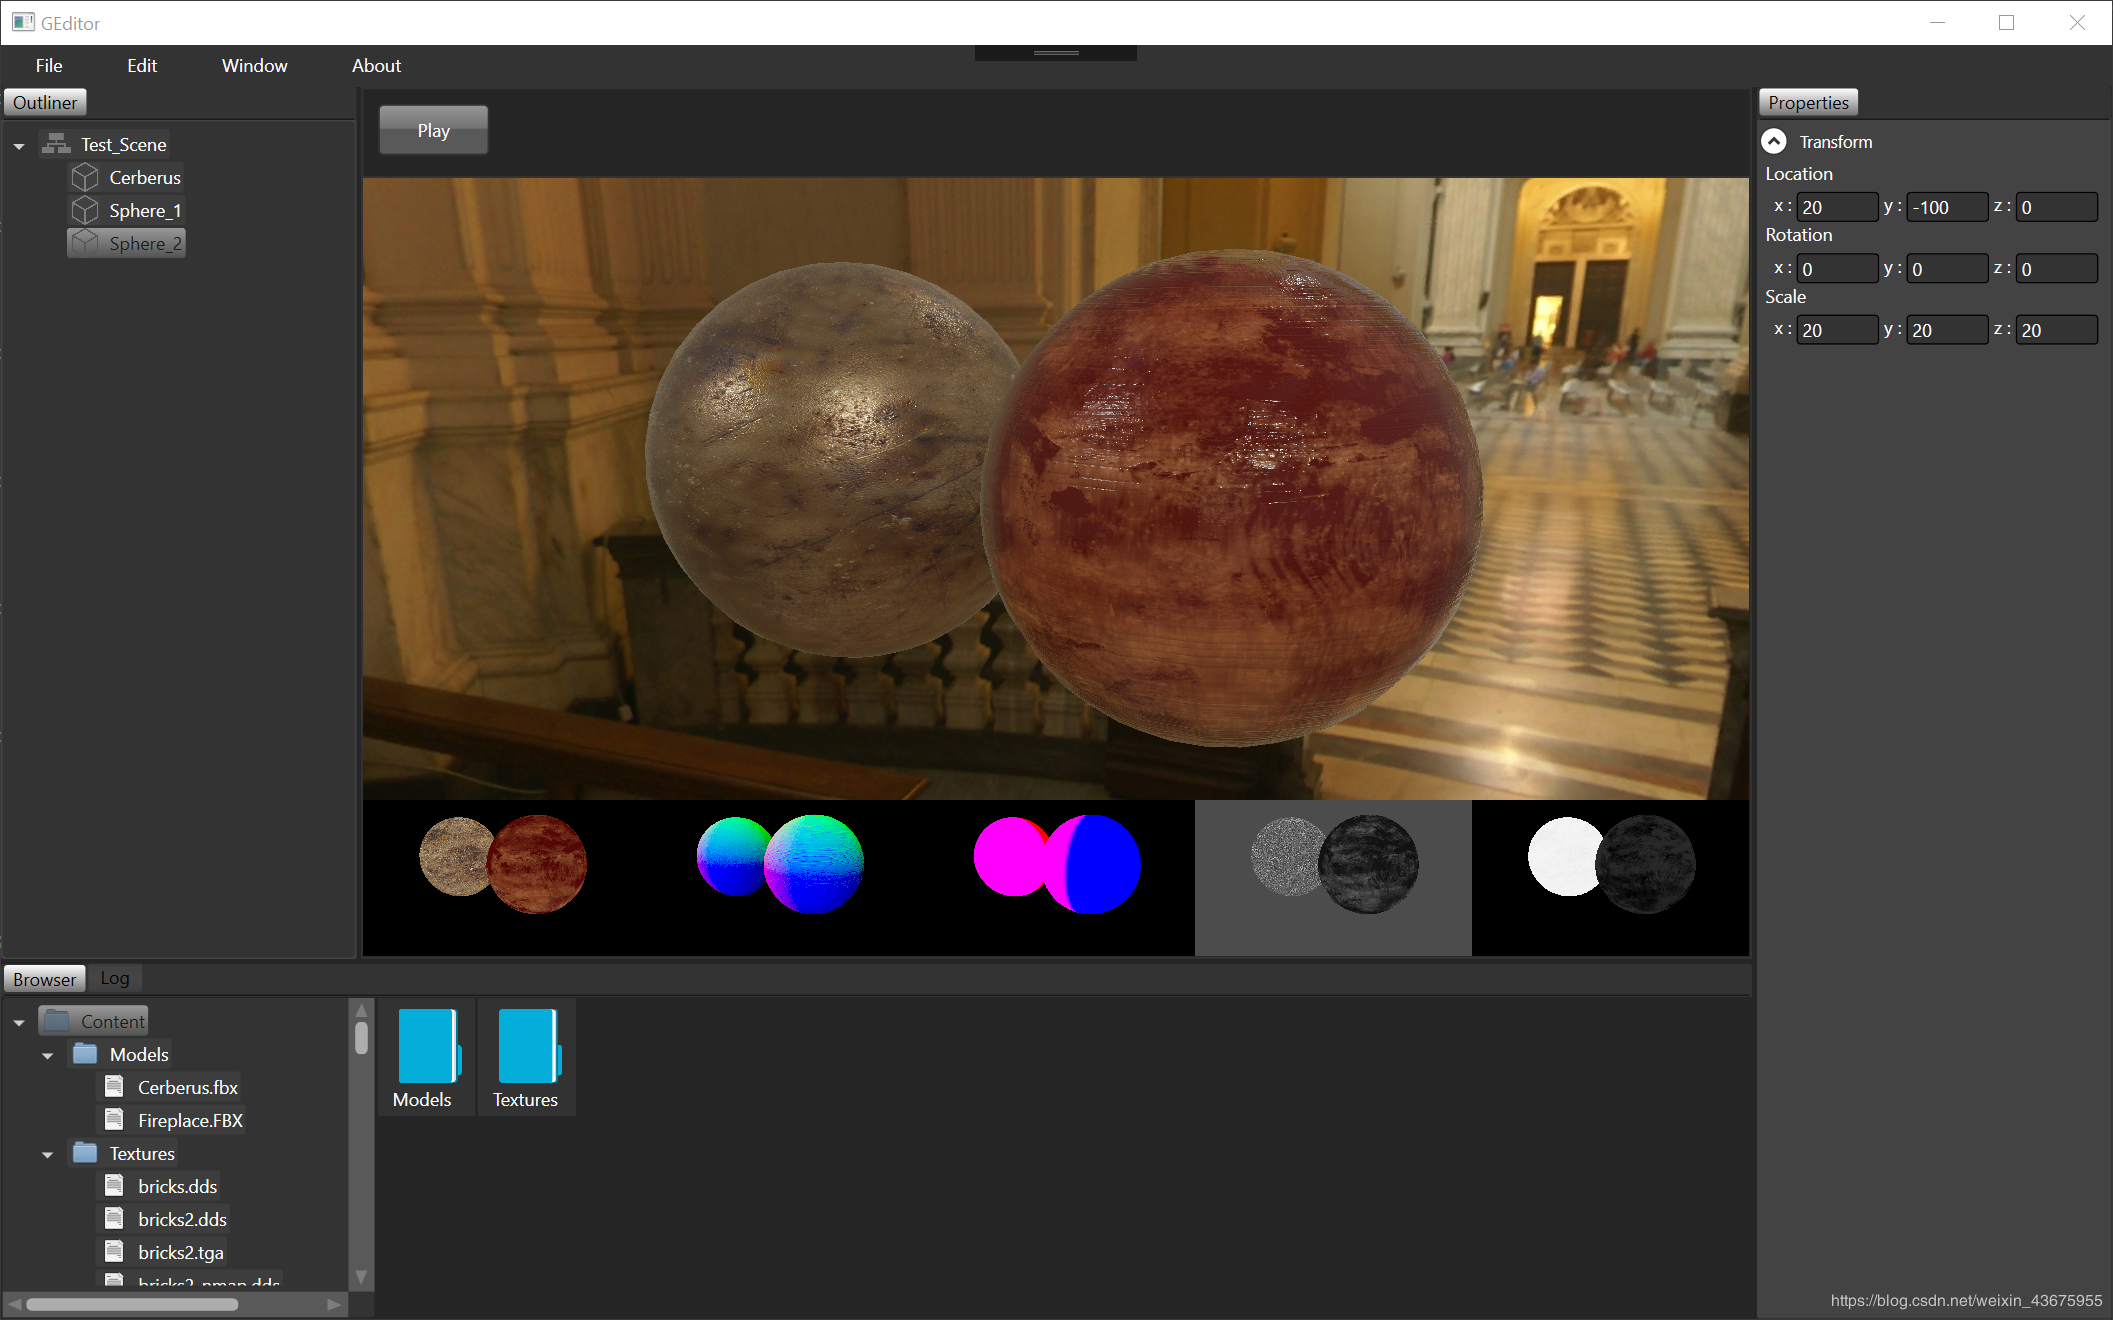 GEditor
File Edit Window About
Outliner
Test_Scene
Cerberus
Sphere_1
Sphere_2
Play
Properties
Transform
Location
x : 20 y : -100 z : 0
Rotation
x : 0 y : 0 z : 0
Scale
x : 20 y : 20 z : 20
Browser Log
Content
Models
Cerberus.fbx
Fireplace.FBX
Textures
bricks.dds
bricks2.dds
bricks2.tga
bricks2_nmap.dds
Models Textures
https://blog.csdn.net/weixin_43675955